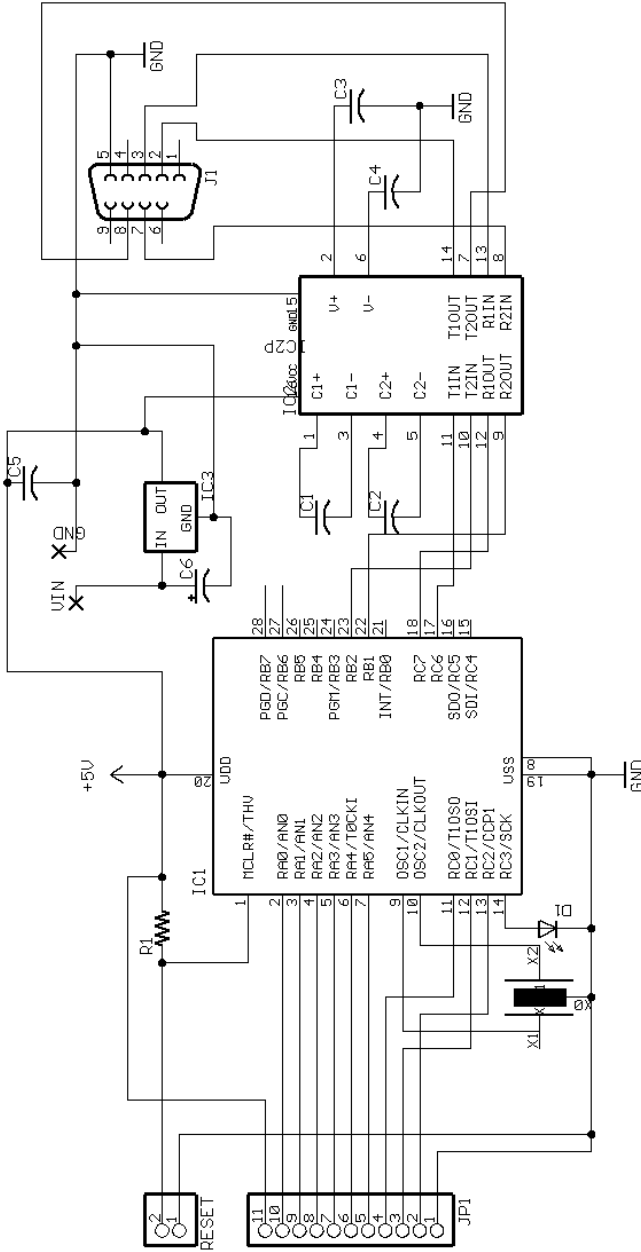 GND
5
4
3
2
1
J1
9
8
7
6
C3
GND
C4
2
6
14
7
13
8
V+
V-
T1OUT
T2OUT
R1IN
R2IN
GND
15
IC2P
VCC
C1+
C1-
C2+
C2-
T1IN
T2IN
R1OUT
R2OUT
1
3
4
5
11
10
12
9
C1
C2
C5
GND
VIN
IC3
OUT
IN
GND
C6
+
28
27
26
25
24
23
22
21
18
17
16
15
PGD/RB7
PGC/RB6
RB5
RB4
PGM/RB3
RB2
RB1
INT/RB0
RC7
RC6
SDO/RC5
SDI/RC4
+5V
20
VDD
VSS
8
19
GND
IC1
MCLR#/THV
RA0/AN0
RA1/AN1
RA2/AN2
RA3/AN3
RA4/T0CKI
RA5/AN4
OSC1/CLKIN
OSC2/CLKOUT
RC0/T1OSO
RC1/T1OSI
RC2/CCP1
RC3/SCK
1
2
3
4
5
6
7
9
10
11
12
13
14
R1
D1
X2
X1
X0
2
1
RESET
11
10
9
8
7
6
5
4
3
2
1
JP1